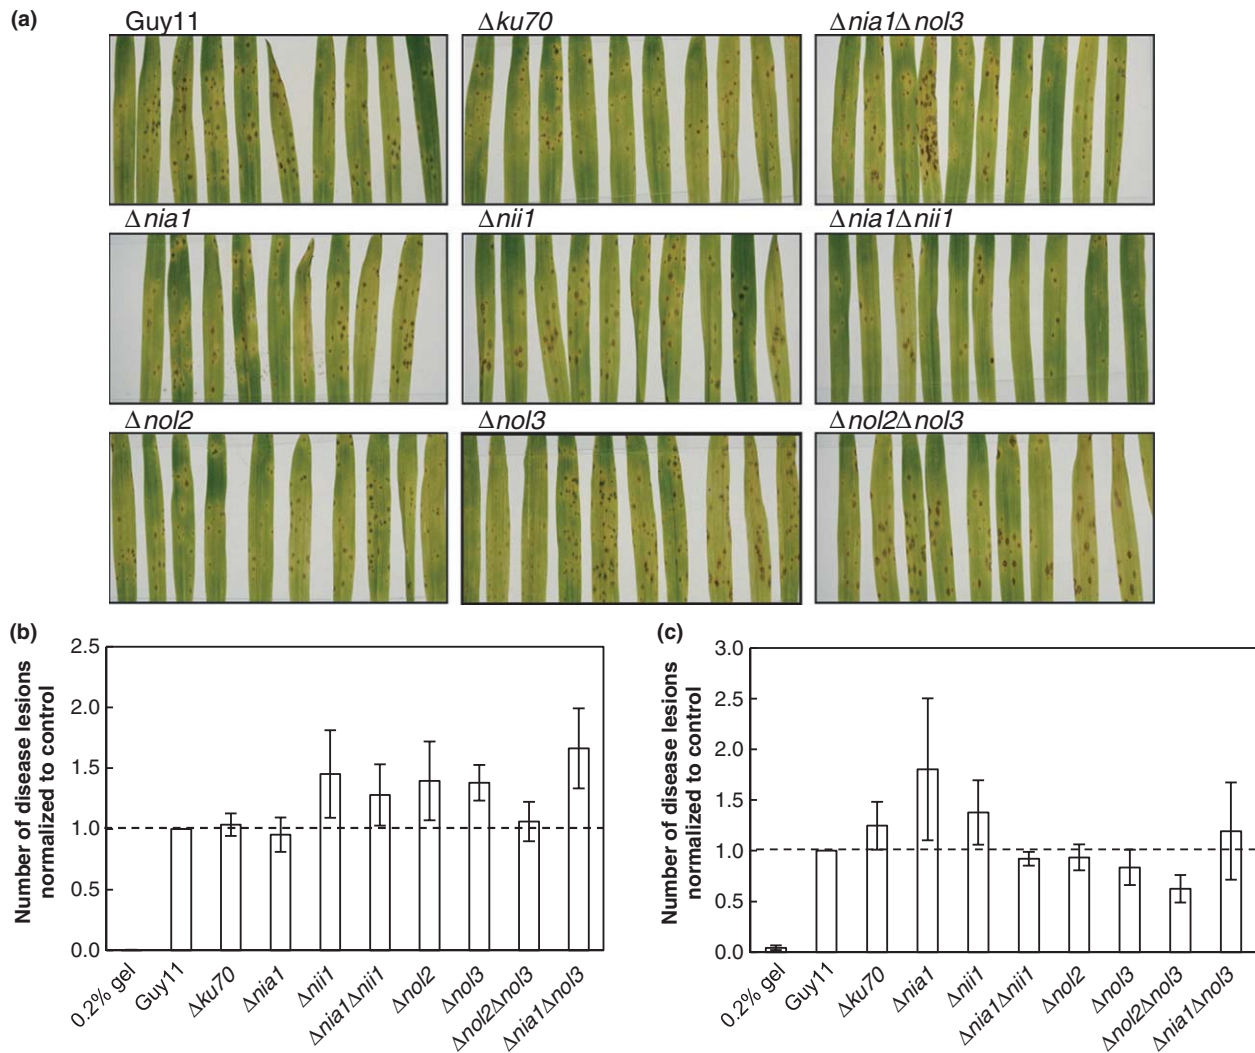 (a)
Guy11
Δku70
Δnia1Δnol3
Δnia1
Δnii1
Δnia1Δnii1
Δnol2
Δnol3
Δnol2Δnol3
(b)
Number of disease lesions
normalized to control
2.5
2.0
1.5
1.0
0.5
0.0
0.2% gel
Guy11
Δku70
Δnia1
Δnii1
Δnia1Δnii1
Δnol2
Δnol3
Δnol2Δnol3
Δnia1Δnol3
(c)
Number of disease lesions
normalized to control
3.0
2.5
2.0
1.5
1.0
0.5
0.0
0.2% gel
Guy11
Δku70
Δnia1
Δnii1
Δnia1Δnii1
Δnol2
Δnol3
Δnol2Δnol3
Δnia1Δnol3